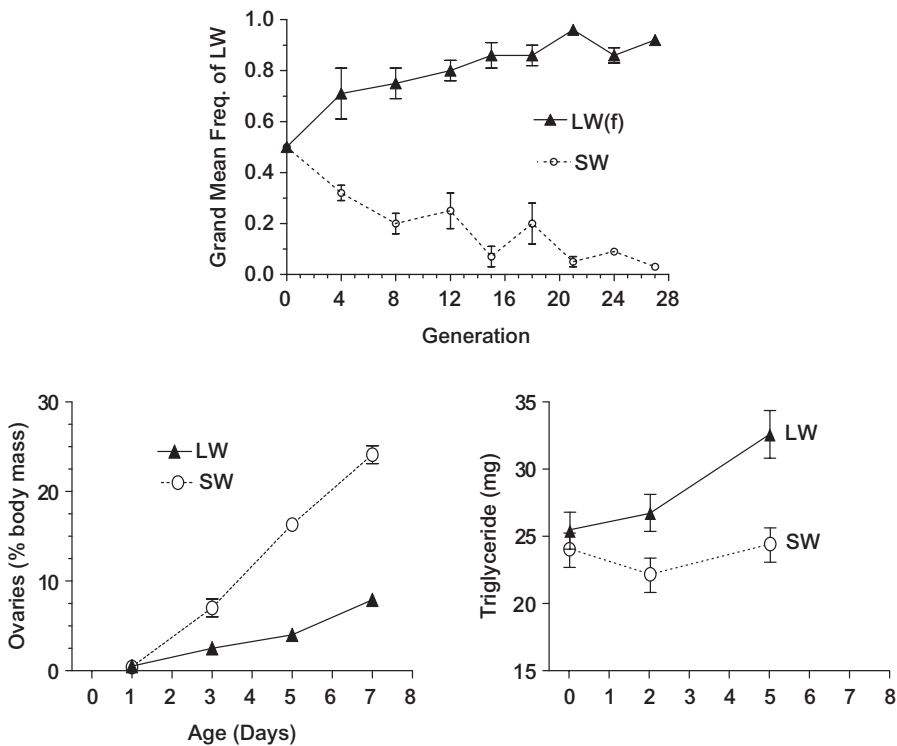 Grand Mean Freq. of LW
1.0
0.8
0.6
0.4
0.2
0.0
LW(f)
SW
0 4 8 12 16 20 24 28
Generation
Ovaries (% body mass)
30
20
10
0
LW
SW
0 1 2 3 4 5 6 7 8
Age (Days)
Triglyceride (mg)
35
30
25
20
15
LW
SW
0 1 2 3 4 5 6 7 8